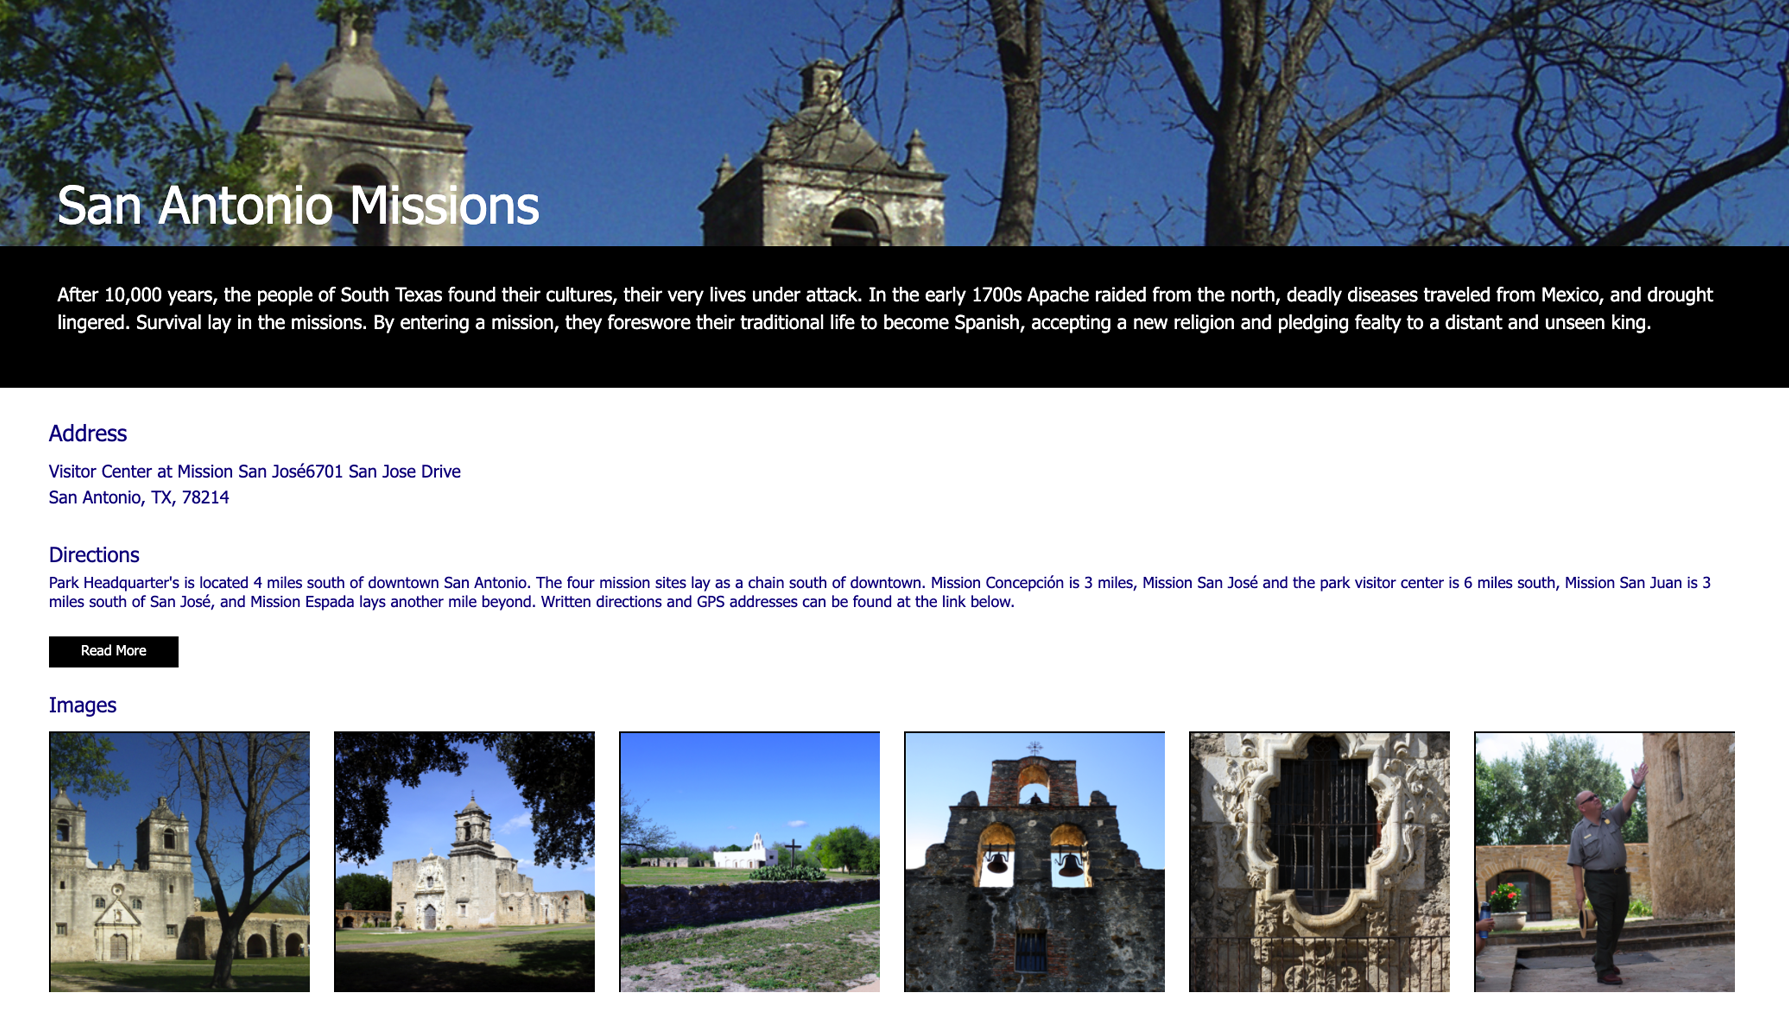 San Antonio Missions
After 10,000 years, the people of South Texas found their cultures, their very lives under attack. In the early 1700s Apache raided from the north, deadly diseases traveled from Mexico, and drought
lingered. Survival lay in the missions. By entering a mission, they foreswore their traditional life to become Spanish, accepting a new religion and pledging fealty to a distant and unseen king.
Address
Visitor Center at Mission San José6701 San Jose Drive
San Antonio, TX, 78214
Directions
Park Headquarter's is located 4 miles south of downtown San Antonio. The four mission sites lay as a chain south of downtown. Mission Concepción is 3 miles, Mission San José and the park visitor center is 6 miles south, Mission San Juan is 3
miles south of San José, and Mission Espada lays another mile beyond. Written directions and GPS addresses can be found at the link below.
Read More
Images